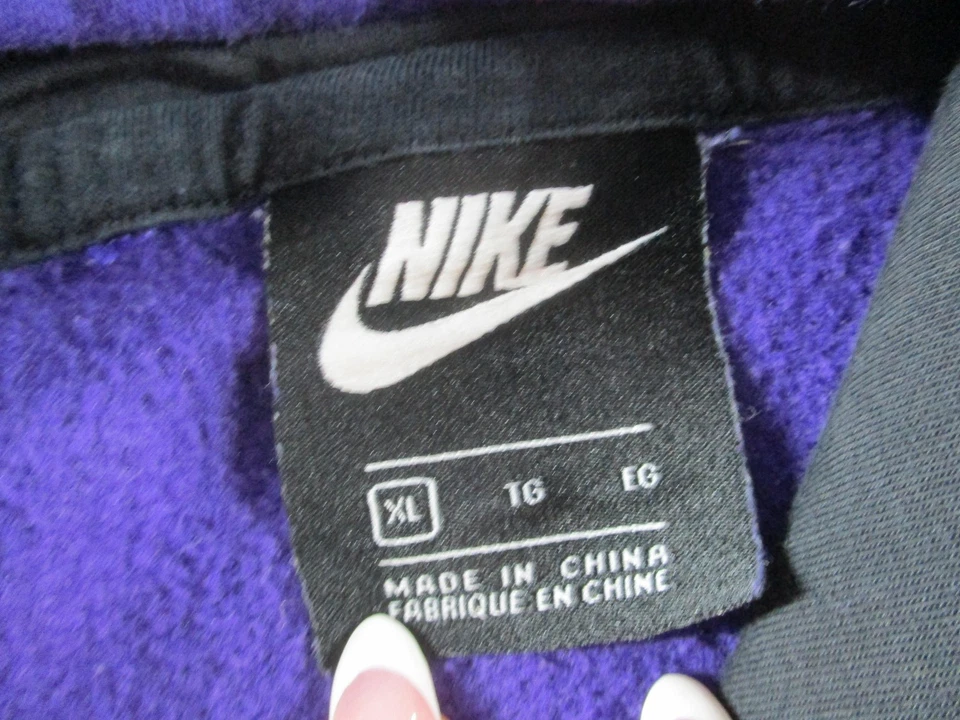 NIKE
XL TG EG
MADE IN CHINA
FABRIQUE EN CHINE